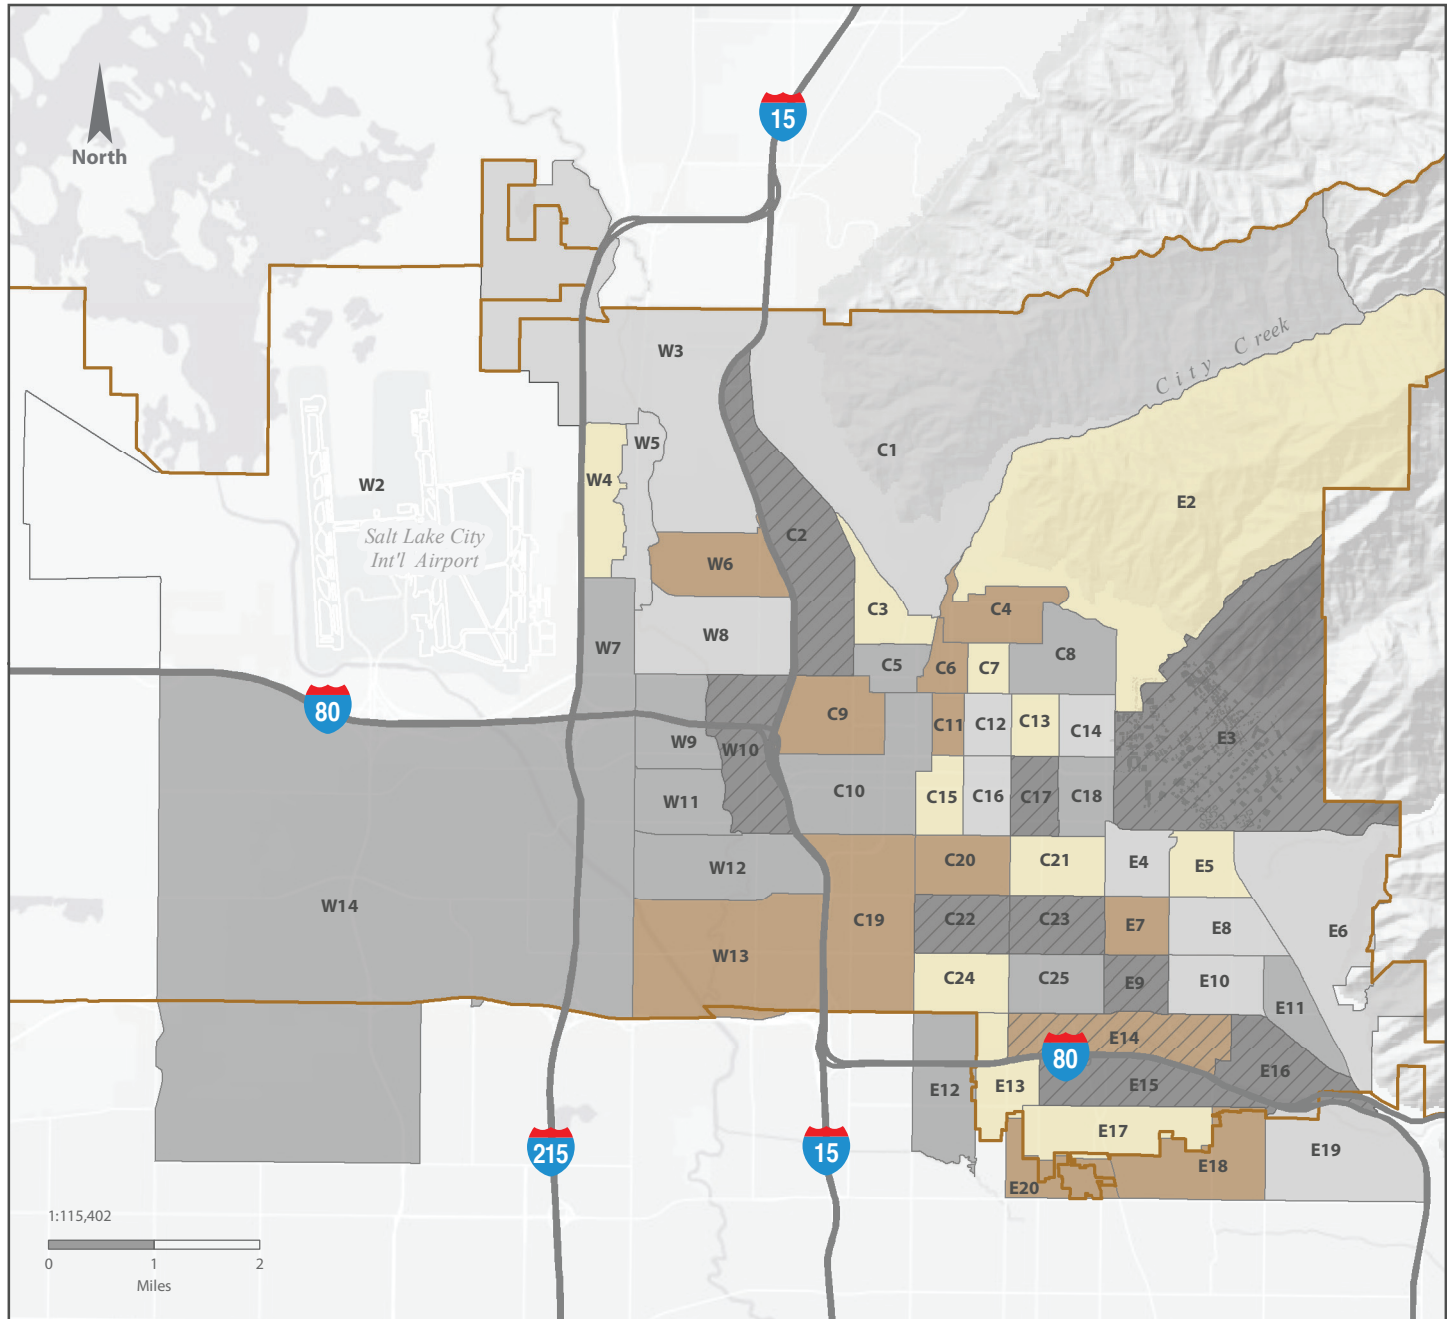 15
North
W3
City Creek
C1
W5
W4
W2
E2
Salt Lake City
Int'l Airport
C2
W6
C3
C4
W8
W7
C5
C6
C7
C8
80
C9
C11
C12
C13
C14
E3
W9
W10
W11
C10
C15
C16
C17
C18
W12
C20
C21
E4
E5
W14
C19
C22
C23
E7
E8
E6
W13
C24
C25
E9
E10
E11
E14
80
E12
E13
E15
E16
215
15
E17
E18
E19
E20
1:115,402
0 1 2
Miles